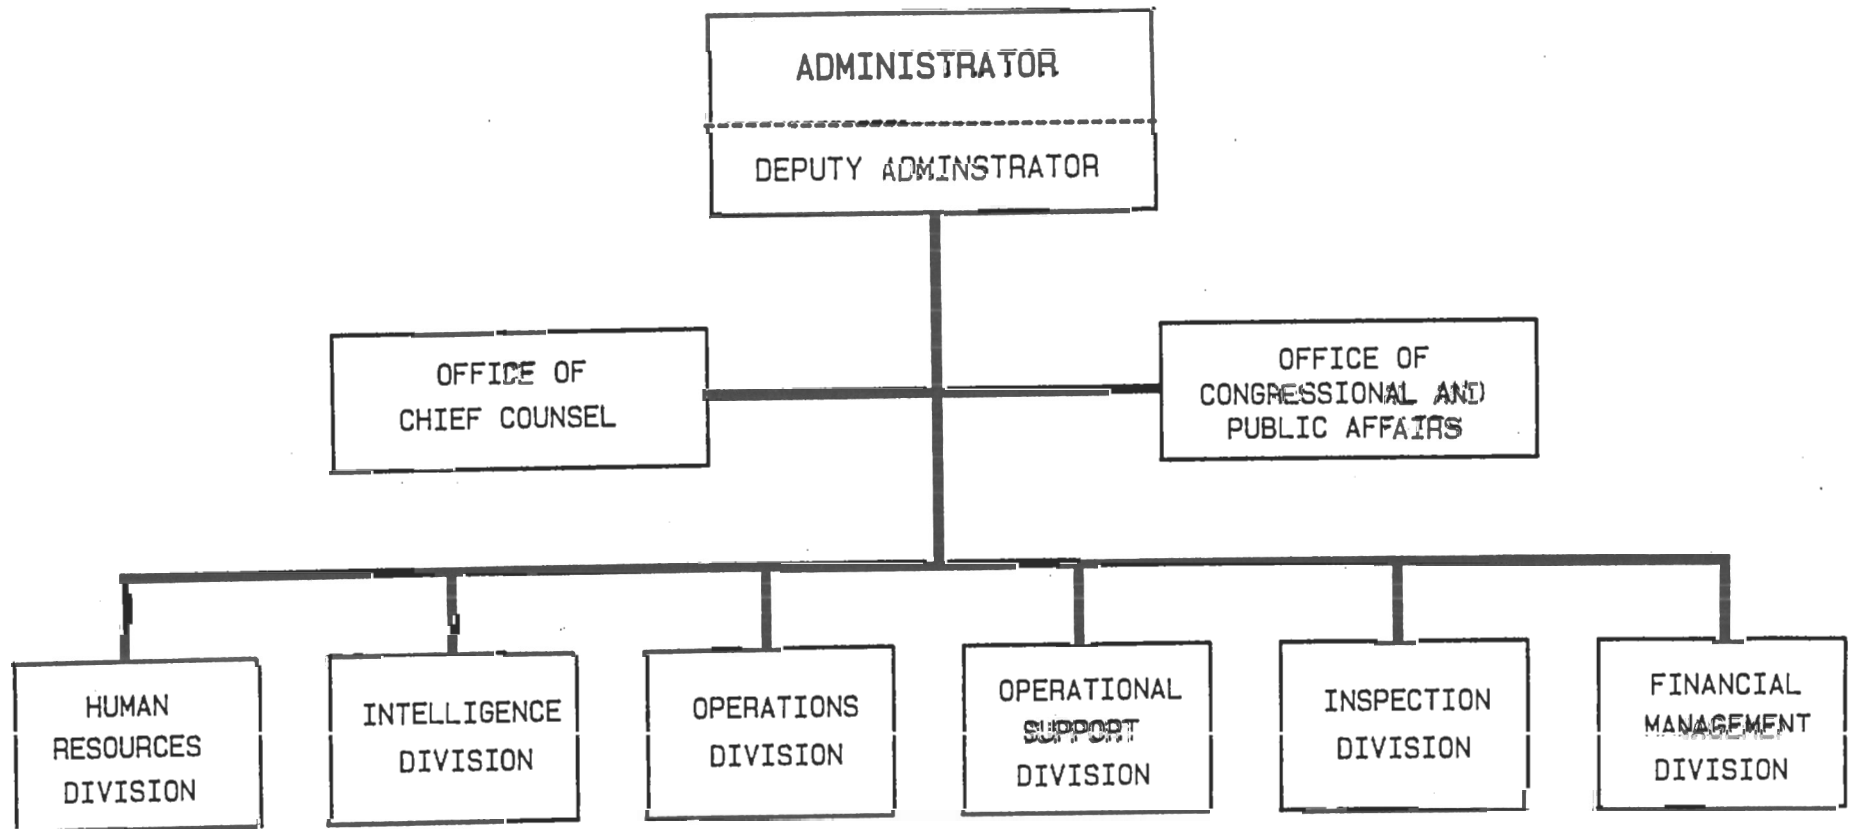 ADMINISTRATOR
DEPUTY ADMINSTRATOR
OFFICE OF
CHIEF COUNSEL
OFFICE OF
CONGRESSIONAL AND
PUBLIC AFFAIRS
HUMAN
RESOURCES
DIVISION
INTELLIGENCE
DIVISION
OPERATIONS
DIVISION
OPERATIONAL
SUPPORT
DIVISION
INSPECTION
DIVISION
FINANCIAL
MANAGEMENT
DIVISION